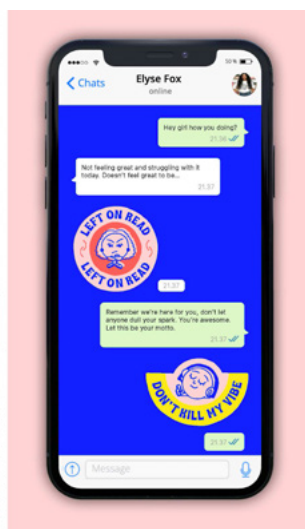 50 %
Chats
Elyse Fox
online
Hey girl how you doing?
21:36
Not feeling great and struggling with it
today. Doesn't feel great to be...
21:37
LEFT ON READ
LEFT ON READ
21:37
Remember we're here for you, don't let
anyone dull your spark. You're awesome.
Let this be your motto.
21:37
DON'T KILL MY VIBE
21:37
Message